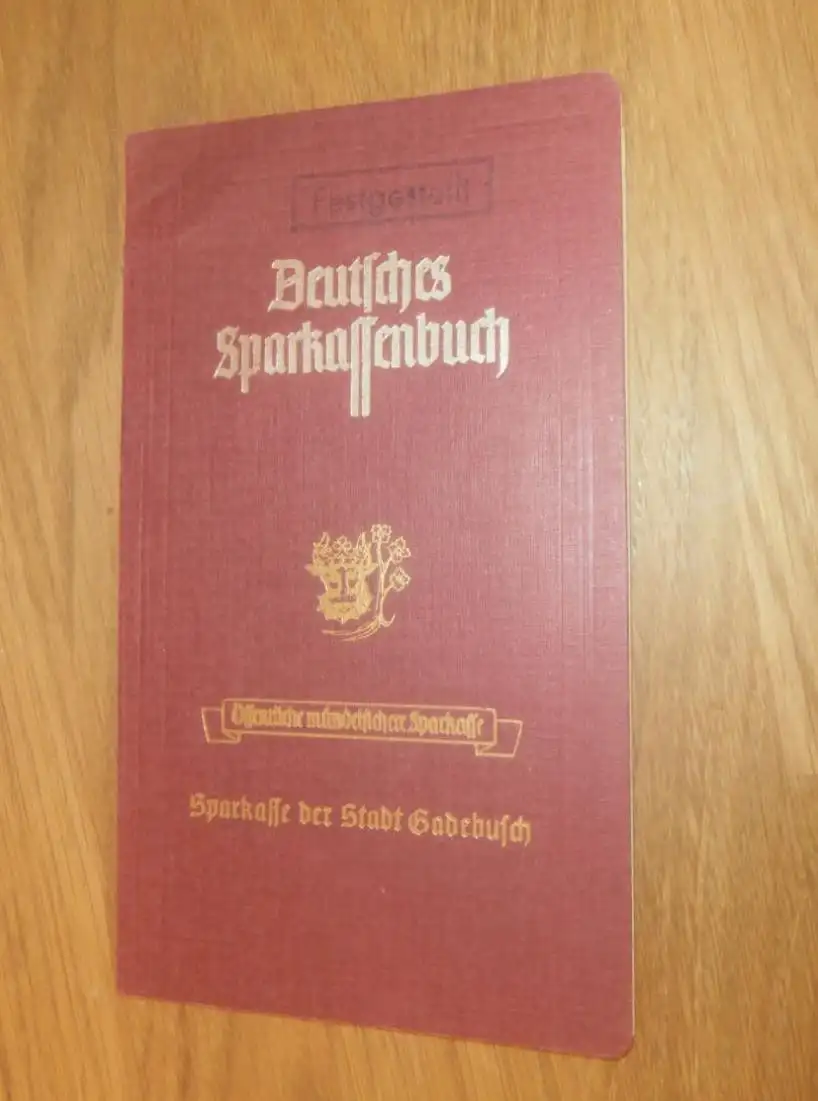 Festgestellt
Deutsches
Sparkassenbuch
Öffentliche mündelsichere Sparkasse
Sparkasse der Stadt Gadebusch